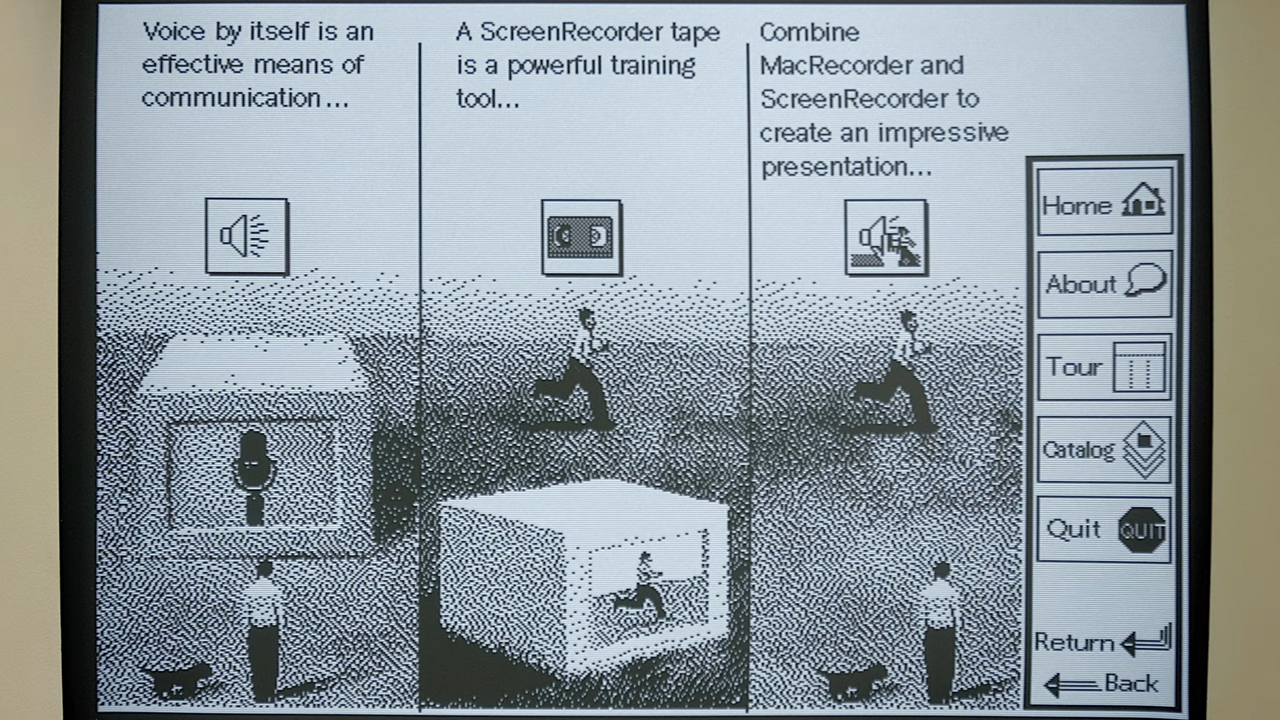 Voice by itself is an
effective means of
communication...
A ScreenRecorder tape
is a powerful training
tool...
Combine
MacRecorder and
ScreenRecorder to
create an impressive
presentation...
Home
About
Tour
Catalog
Quit QUIT
Return
Back